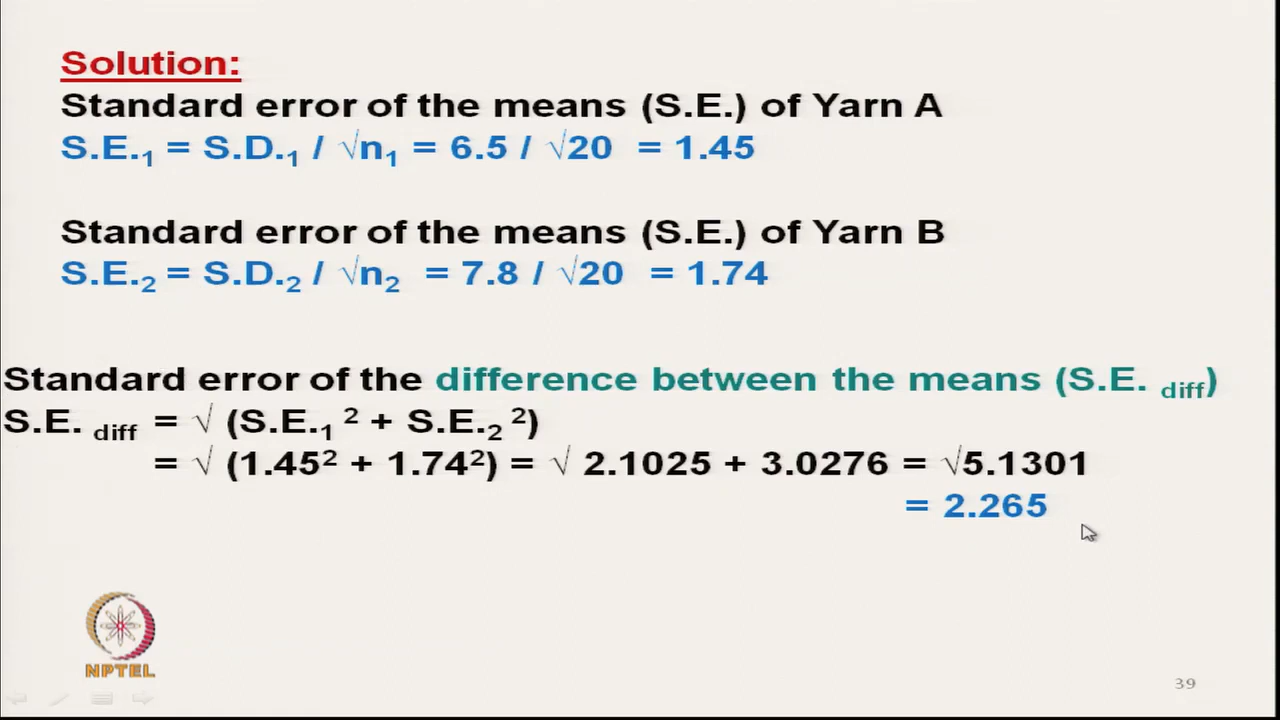 Solution:
Standard error of the means (S.E.) of Yarn A
S.E.₁ = S.D.₁ / √n₁ = 6.5 / √20 = 1.45
Standard error of the means (S.E.) of Yarn B
S.E.₂ = S.D.₂ / √n₂ = 7.8 / √20 = 1.74
Standard error of the difference between the means (S.E. diff)
S.E. diff = √ (S.E.₁ ² + S.E.₂ ²)
= √ (1.45² + 1.74²) = √ 2.1025 + 3.0276 = √5.1301
= 2.265
NPTEL
39